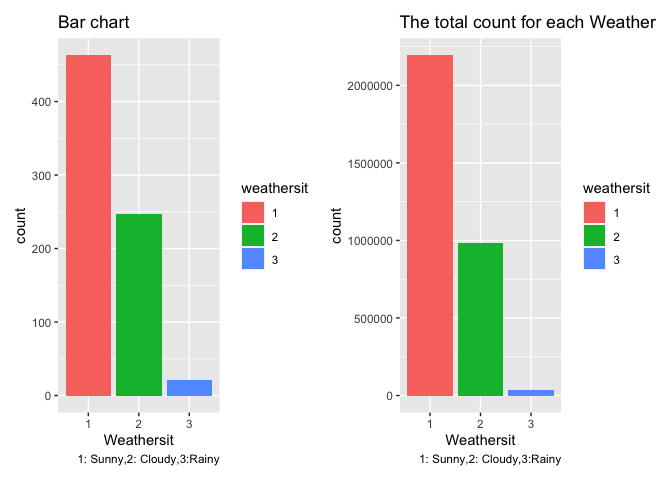 Bar chart
400
300
200
100
0
count
1 2 3
Weathersit
1: Sunny,2: Cloudy,3:Rainy
weathersit
1
2
3
The total count for each Weather
2000000
1500000
1000000
500000
0
count
1 2 3
Weathersit
1: Sunny,2: Cloudy,3:Rainy
weathersit
1
2
3